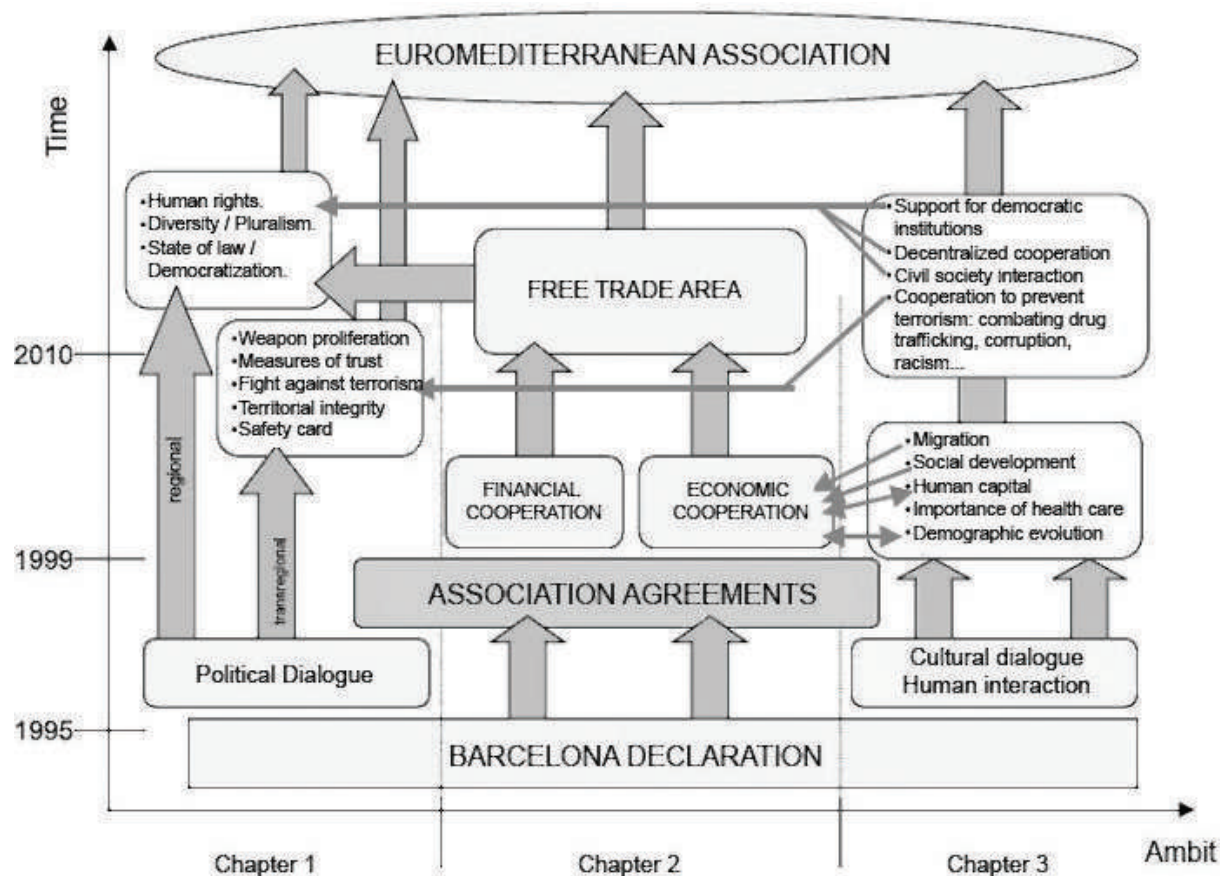 EUROMEDITERRANEAN ASSOCIATION
Time
•Human rights.
•Diversity / Pluralism.
•State of law /
Democratization.
FREE TRADE AREA
•Support for democratic
institutions
•Decentralized cooperation
•Civil society interaction
•Cooperation to prevent
terrorism: combating drug
trafficking, corruption,
racism...
2010
•Weapon proliferation
•Measures of trust
•Fight against terrorism
•Territorial integrity
•Safety card
regional
transregional
FINANCIAL
COOPERATION
ECONOMIC
COOPERATION
•Migration
•Social development
•Human capital
•Importance of health care
•Demographic evolution
1999
ASSOCIATION AGREEMENTS
Political Dialogue
Cultural dialogue
Human interaction
1995
BARCELONA DECLARATION
Chapter 1
Chapter 2
Chapter 3
Ambit